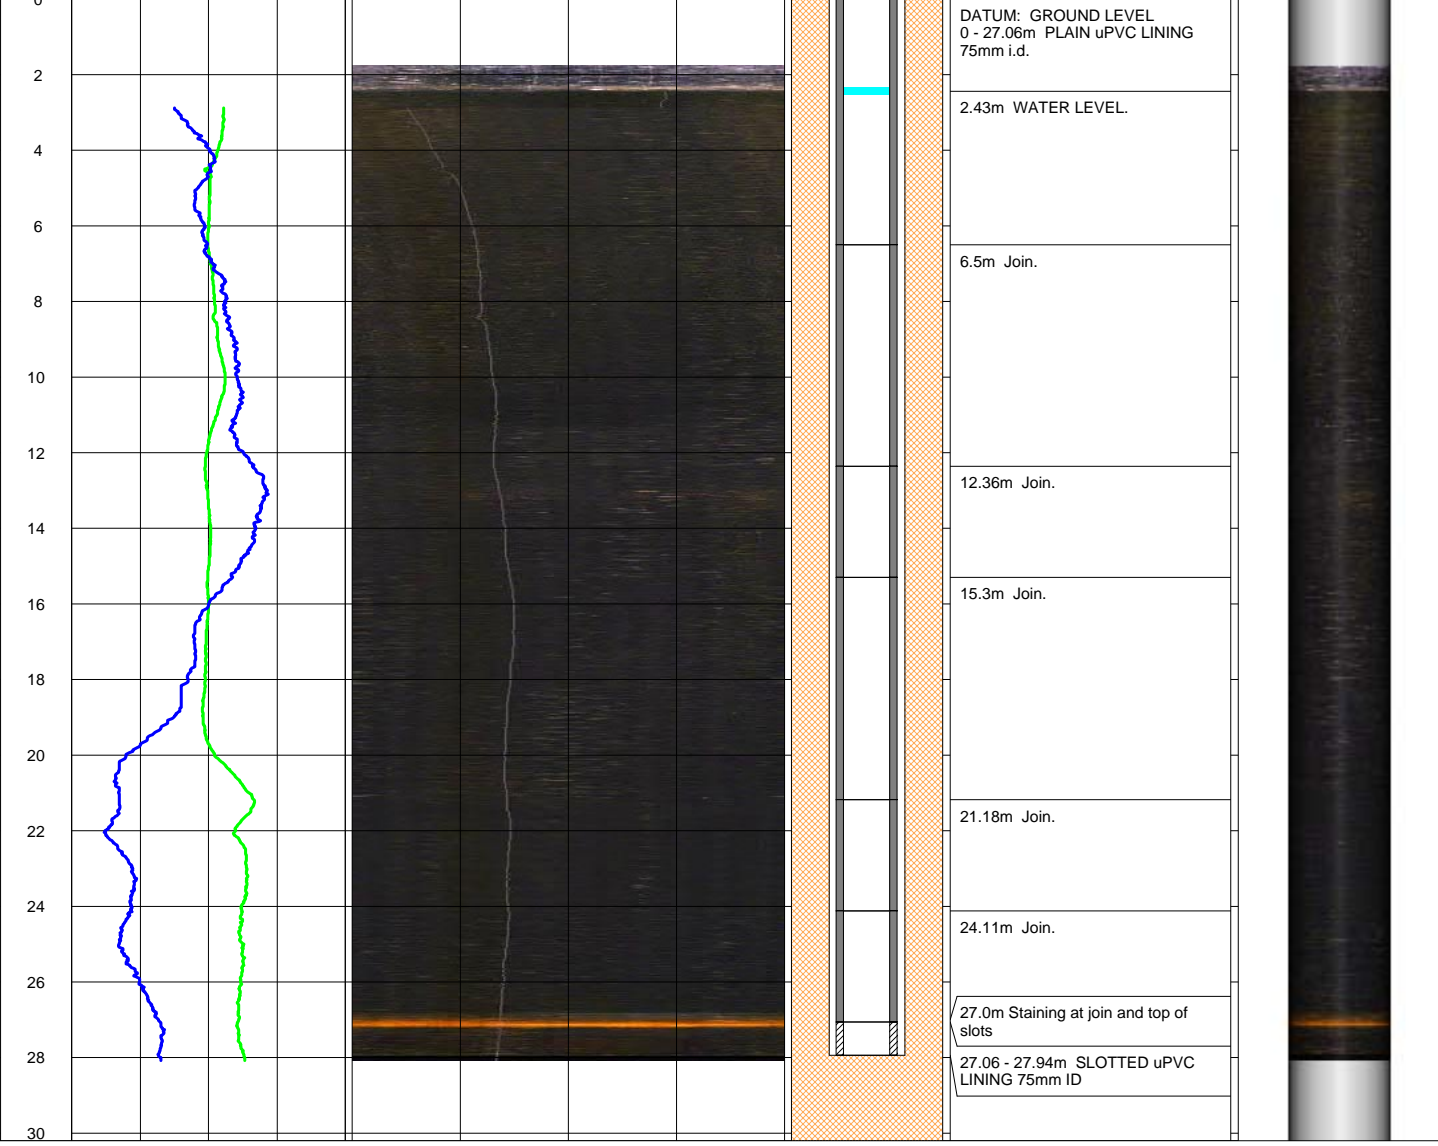 0
2
4
6
8
10
12
14
16
18
20
22
24
26
28
30
DATUM: GROUND LEVEL
0 - 27.06m PLAIN uPVC LINING
75mm i.d.
2.43m WATER LEVEL.
6.5m Join.
12.36m Join.
15.3m Join.
21.18m Join.
24.11m Join.
27.0m Staining at join and top of
slots
27.06 - 27.94m SLOTTED uPVC
LINING 75mm ID